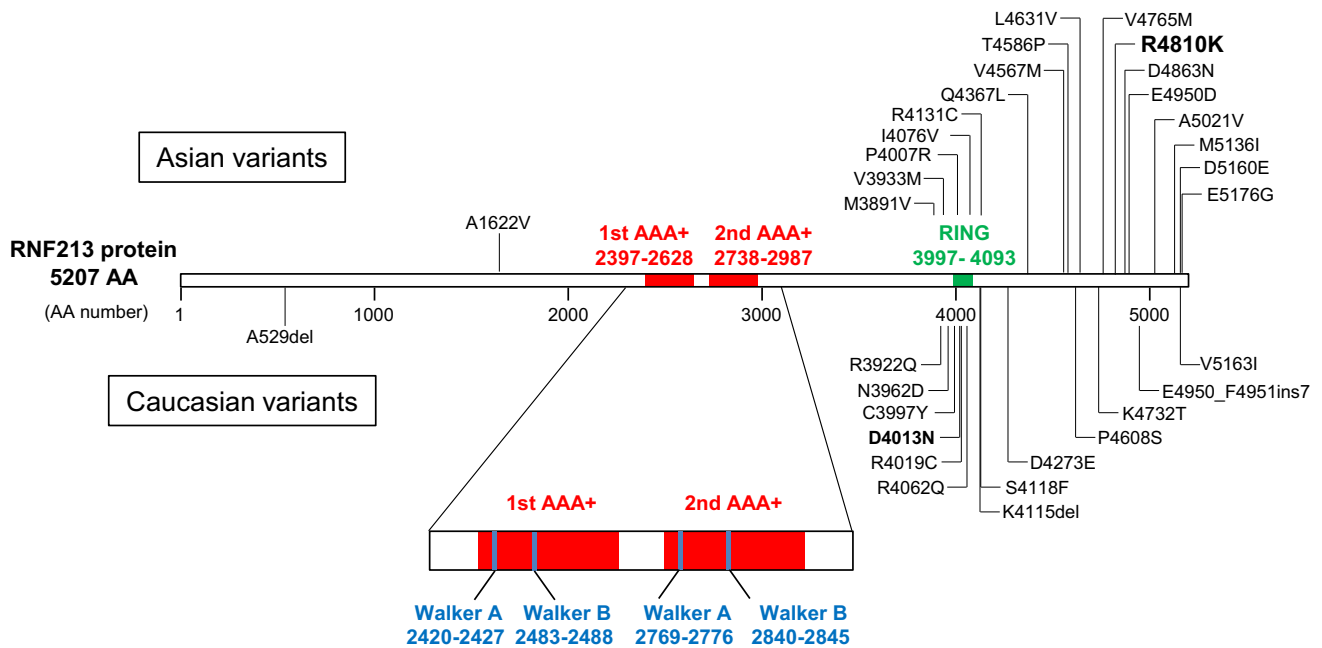 L4631V
V4765M
T4586P
R4810K
V4567M
D4863N
Q4367L
E4950D
R4131C
A5021V
Asian variants
I4076V
M5136I
P4007R
D5160E
V3933M
E5176G
M3891V
A1622V
RNF213 protein
5207 AA
(AA number)
1st AAA+
2397-2628
2nd AAA+
2738-2987
RING
3997- 4093
1
1000
2000
3000
4000
5000
A529del
Caucasian variants
R3922Q
V5163I
N3962D
E4950_F4951ins7
C3997Y
K4732T
D4013N
P4608S
R4019C
D4273E
R4062Q
S4118F
K4115del
1st AAA+
2nd AAA+
Walker A
2420-2427
Walker B
2483-2488
Walker A
2769-2776
Walker B
2840-2845